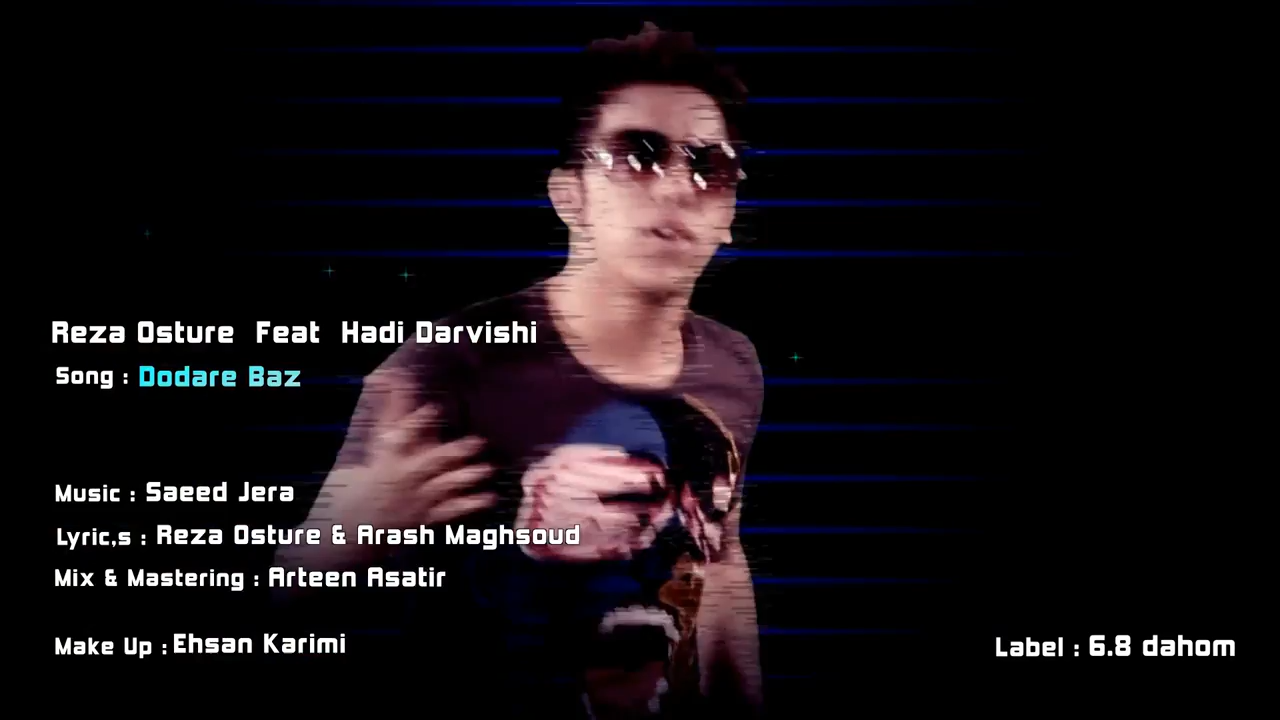 Reza Osture Feat Hadi Darvishi
Song : Dodare Baz
Music : Saeed Jera
Lyric,s : Reza Osture & Arash Maghsoud
Mix & Mastering : Arteen Asatir
Make Up : Ehsan Karimi
Label : 6.8 dahom